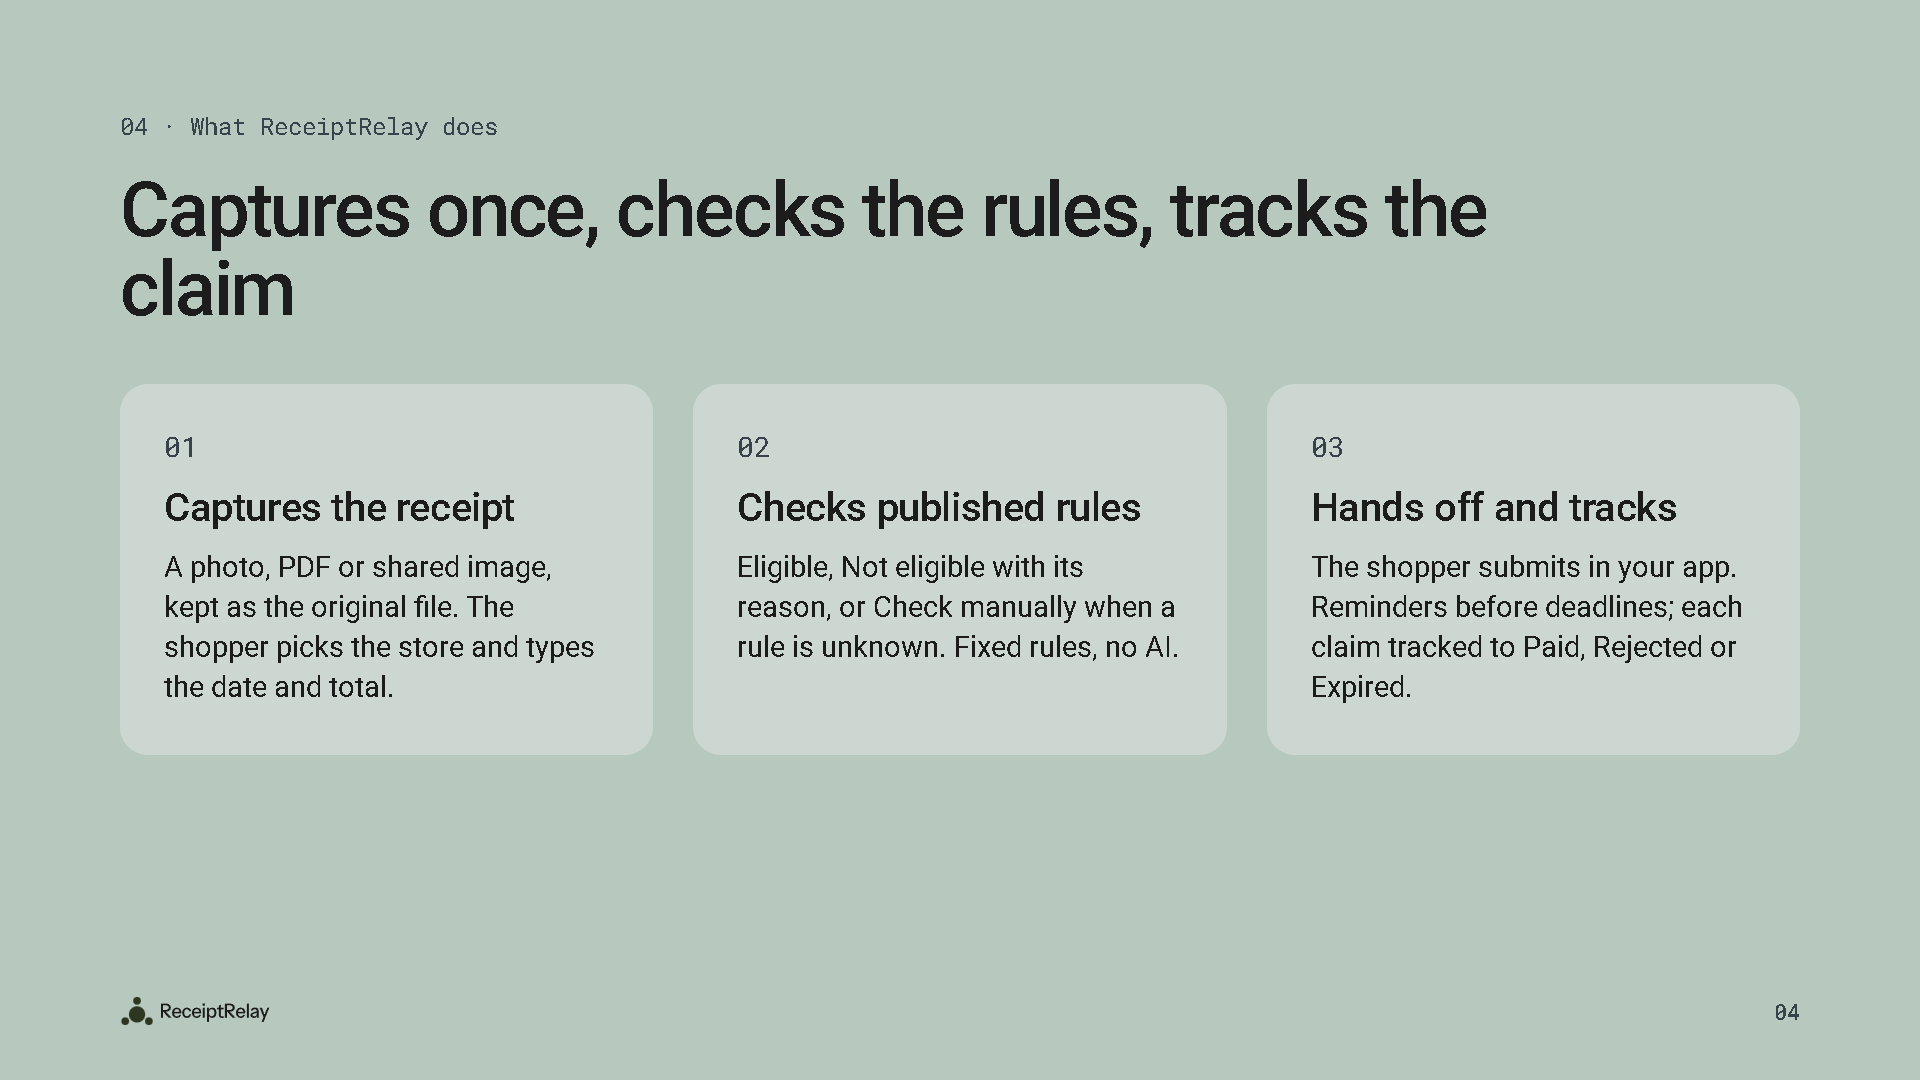 04 · What ReceiptRelay does
Captures once, checks the rules, tracks the
claim
01
Captures the receipt
A photo, PDF or shared image,
kept as the original file. The
shopper picks the store and types
the date and total.
02
Checks published rules
Eligible, Not eligible with its
reason, or Check manually when a
rule is unknown. Fixed rules, no AI.
03
Hands off and tracks
The shopper submits in your app.
Reminders before deadlines; each
claim tracked to Paid, Rejected or
Expired.
ReceiptRelay
04